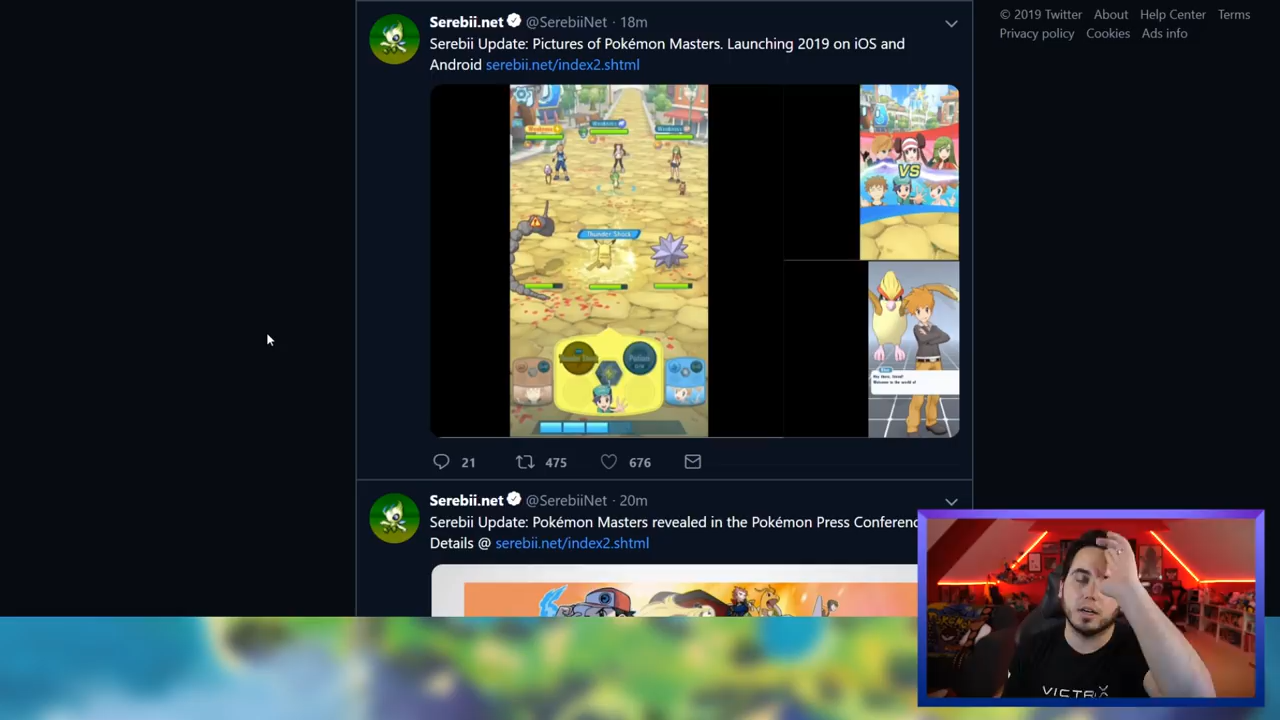 Serebii.net @SerebiiNet · 18m
Serebii Update: Pictures of Pokémon Masters. Launching 2019 on iOS and
Android serebii.net/index2.shtml
Thunder Shock
Potion
VS
21 475 676
Serebii.net @SerebiiNet · 20m
Serebii Update: Pokémon Masters revealed in the Pokémon Press Conferenc
Details @ serebii.net/index2.shtml
© 2019 Twitter About Help Center Terms
Privacy policy Cookies Ads info
VICTRIX